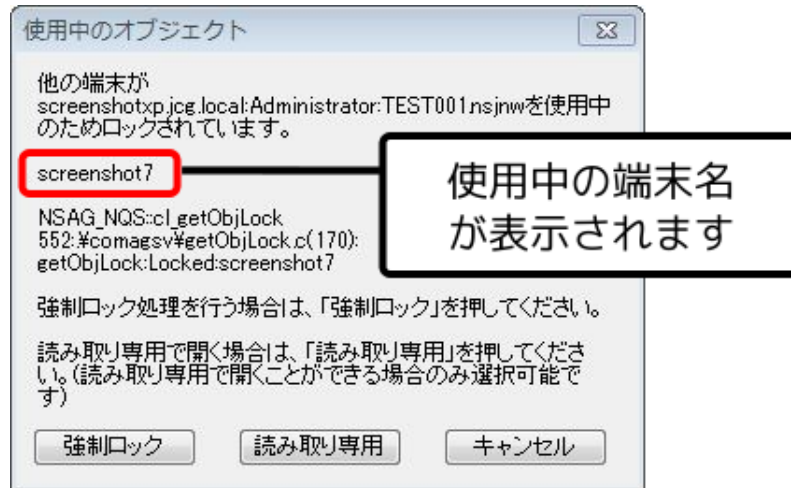 使用中のオブジェクト
他の端末が
screenshotxp.jcg.local:Administrator:TEST001.nsjnwを使用中
のためロックされています。
screenshot7
使用中の端末名
が表示されます
NSAG_NQS::cl_getObjLock
552:¥comagsv¥getObjLock.c(170):
getObjLock:Locked:screenshot7
強制ロック処理を行う場合は、「強制ロック」を押してください。
読み取り専用で開く場合は、「読み取り専用」を押してくださ
い。(読み取り専用で開くことができる場合のみ選択可能で
す)
強制ロック 読み取り専用 キャンセル